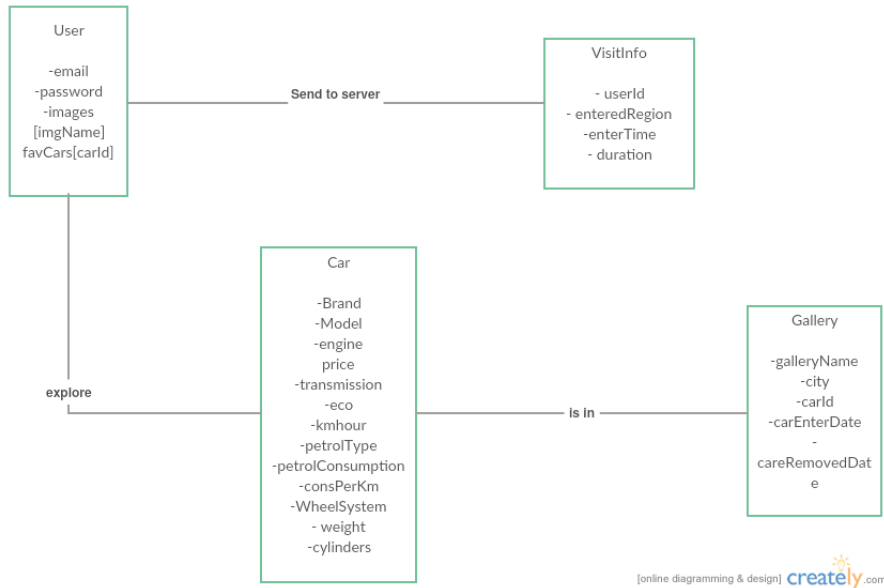 User
-email
-password
-images
[imgName]
favCars[carId]
Send to server
VisitInfo
- userId
- enteredRegion
-enterTime
- duration
explore
Car
-Brand
-Model
-engine
price
-transmission
-eco
-kmhour
-petrolType
-petrolConsumption
-consPerKm
-WheelSystem
- weight
-cylinders
is in
Gallery
-galleryName
-city
-carId
-carEnterDate
-
careRemovedDat
e
[online diagramming & design] creately.com